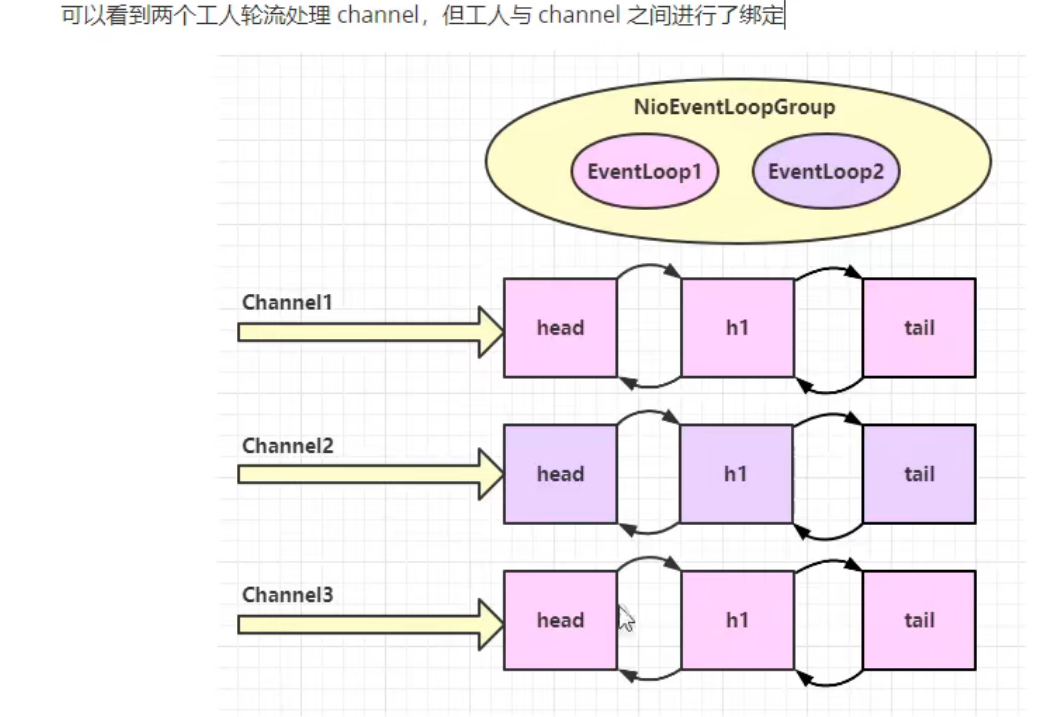 可以看到两个工人轮流处理 channel，但工人与 channel 之间进行了绑定
NioEventLoopGroup
EventLoop1 EventLoop2
Channel1
head h1 tail
Channel2
head h1 tail
Channel3
head h1 tail